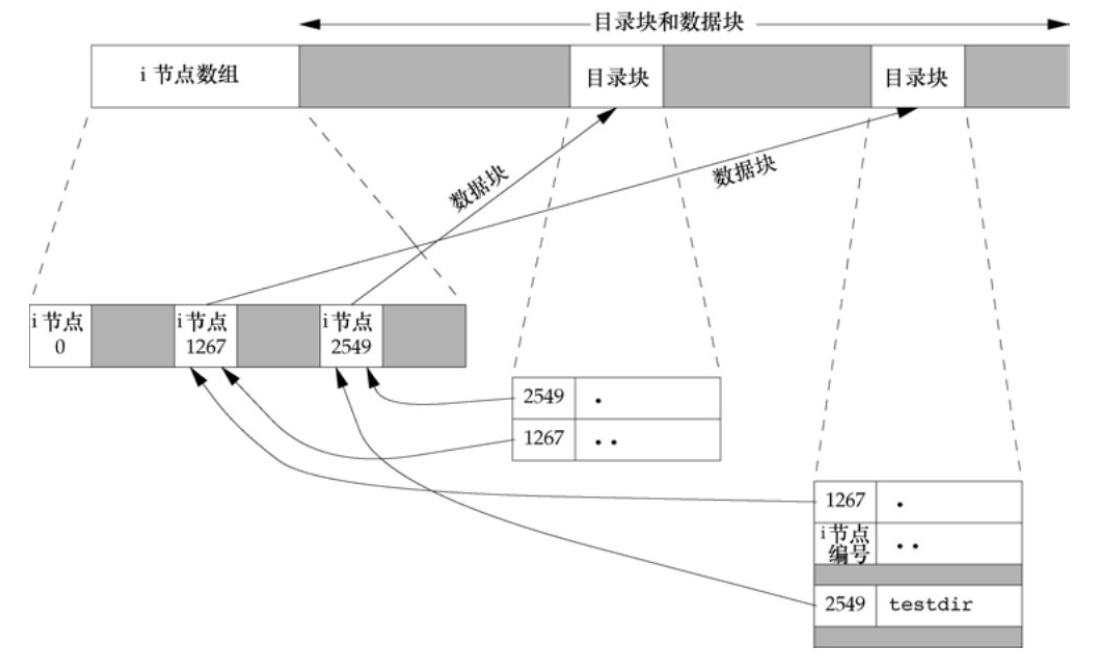 目录块和数据块
i 节点数组
目录块
目录块
数据块
数据块
i 节点
0
i 节点
1267
i 节点
2549
2549 .
1267 ..
1267 .
i 节点
编号 ..
2549 testdir